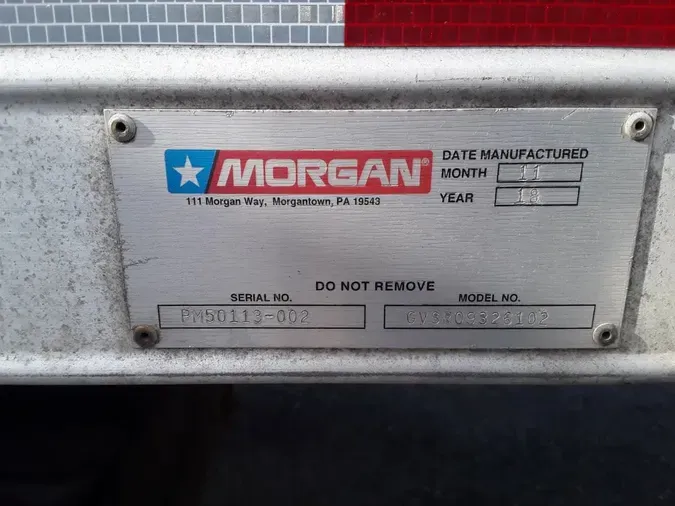 MORGAN®
111 Morgan Way, Morgantown, PA 19543
DATE MANUFACTURED
MONTH 11
YEAR 18
DO NOT REMOVE
SERIAL NO.
PM50113-002
MODEL NO.